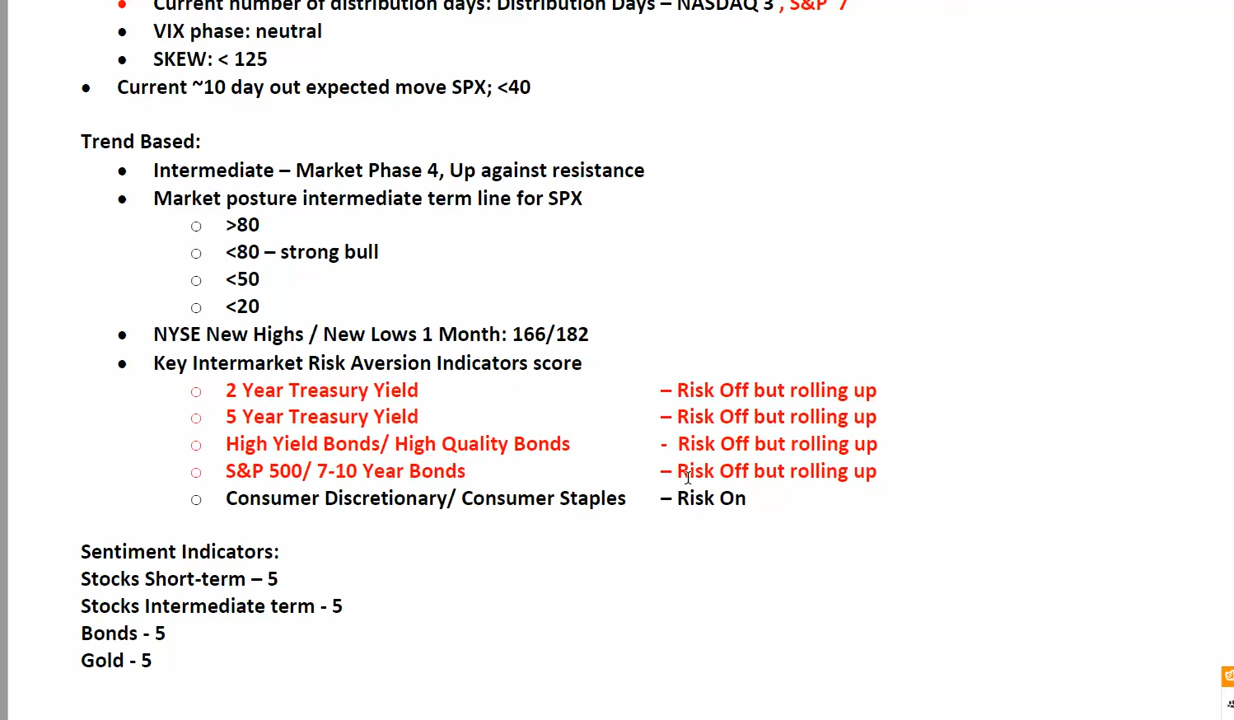 • Current number of distribution days: Distribution Days – NASDAQ 3 , S&P 7
• VIX phase: neutral
• SKEW: < 125
• Current ~10 day out expected move SPX; <40
Trend Based:
• Intermediate – Market Phase 4, Up against resistance
• Market posture intermediate term line for SPX
○ >80
○ <80 – strong bull
○ <50
○ <20
• NYSE New Highs / New Lows 1 Month: 166/182
• Key Intermarket Risk Aversion Indicators score
○ 2 Year Treasury Yield – Risk Off but rolling up
○ 5 Year Treasury Yield – Risk Off but rolling up
○ High Yield Bonds/ High Quality Bonds - Risk Off but rolling up
○ S&P 500/ 7-10 Year Bonds – Risk Off but rolling up
○ Consumer Discretionary/ Consumer Staples – Risk On
Sentiment Indicators:
Stocks Short-term – 5
Stocks Intermediate term - 5
Bonds - 5
Gold - 5